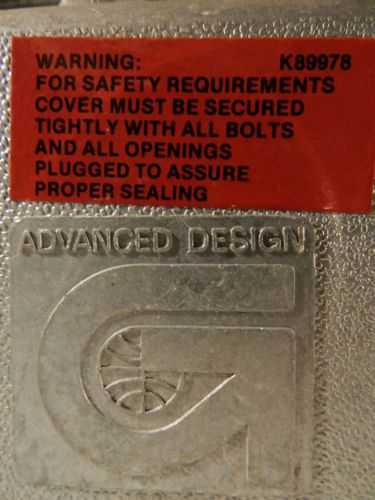 WARNING: K89978
FOR SAFETY REQUIREMENTS
COVER MUST BE SECURED
TIGHTLY WITH ALL BOLTS
AND ALL OPENINGS
PLUGGED TO ASSURE
PROPER SEALING
ADVANCED DESIGN